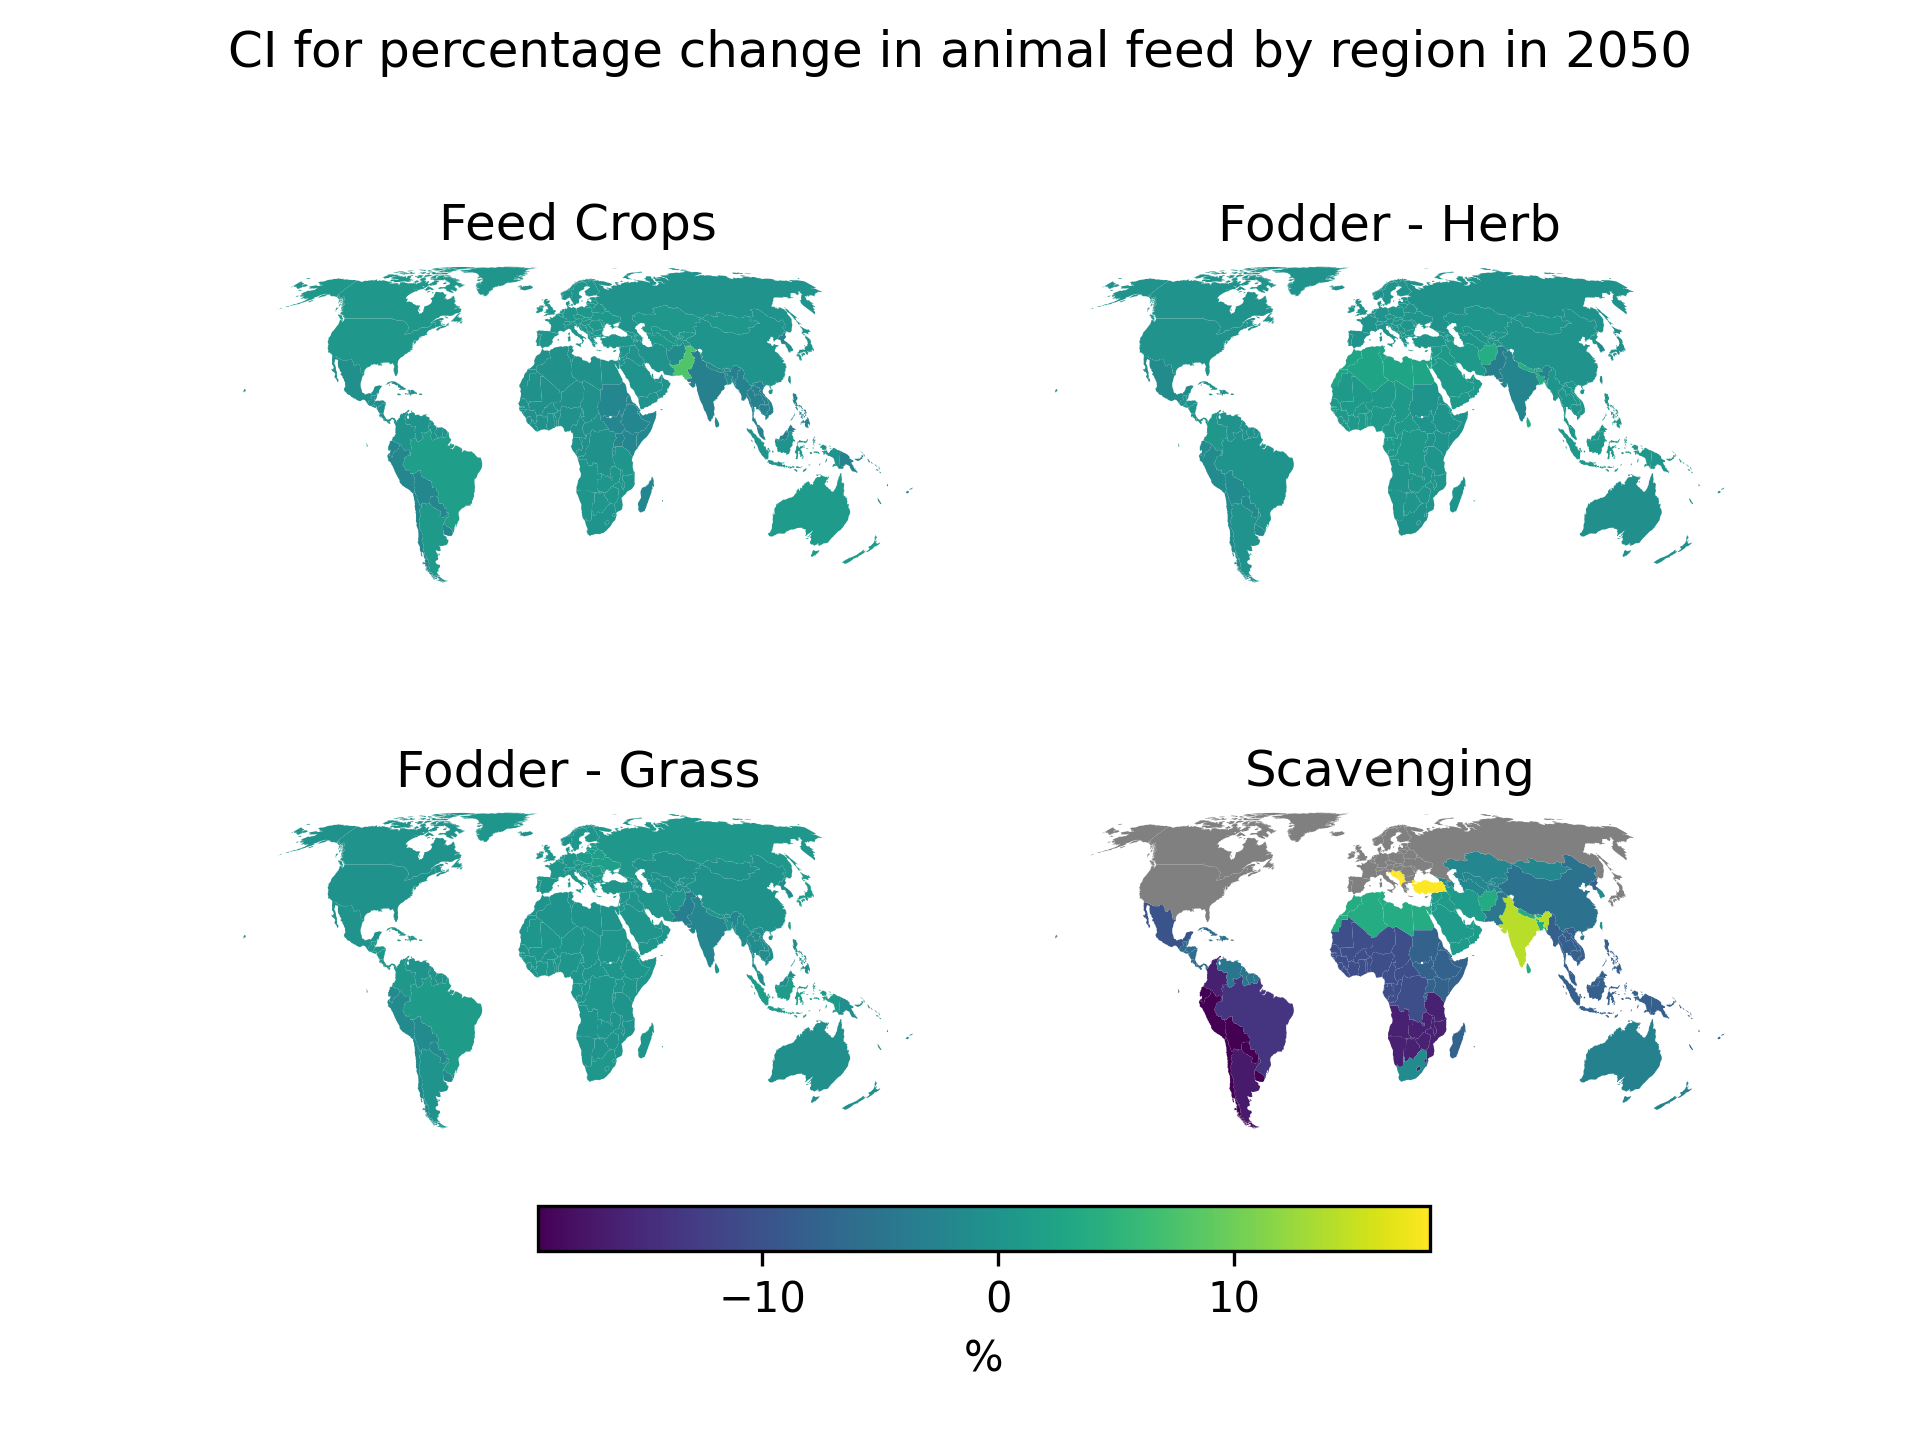 CI for percentage change in animal feed by region in 2050
Feed Crops
Fodder - Herb
Fodder - Grass
Scavenging
−10 0 10
%